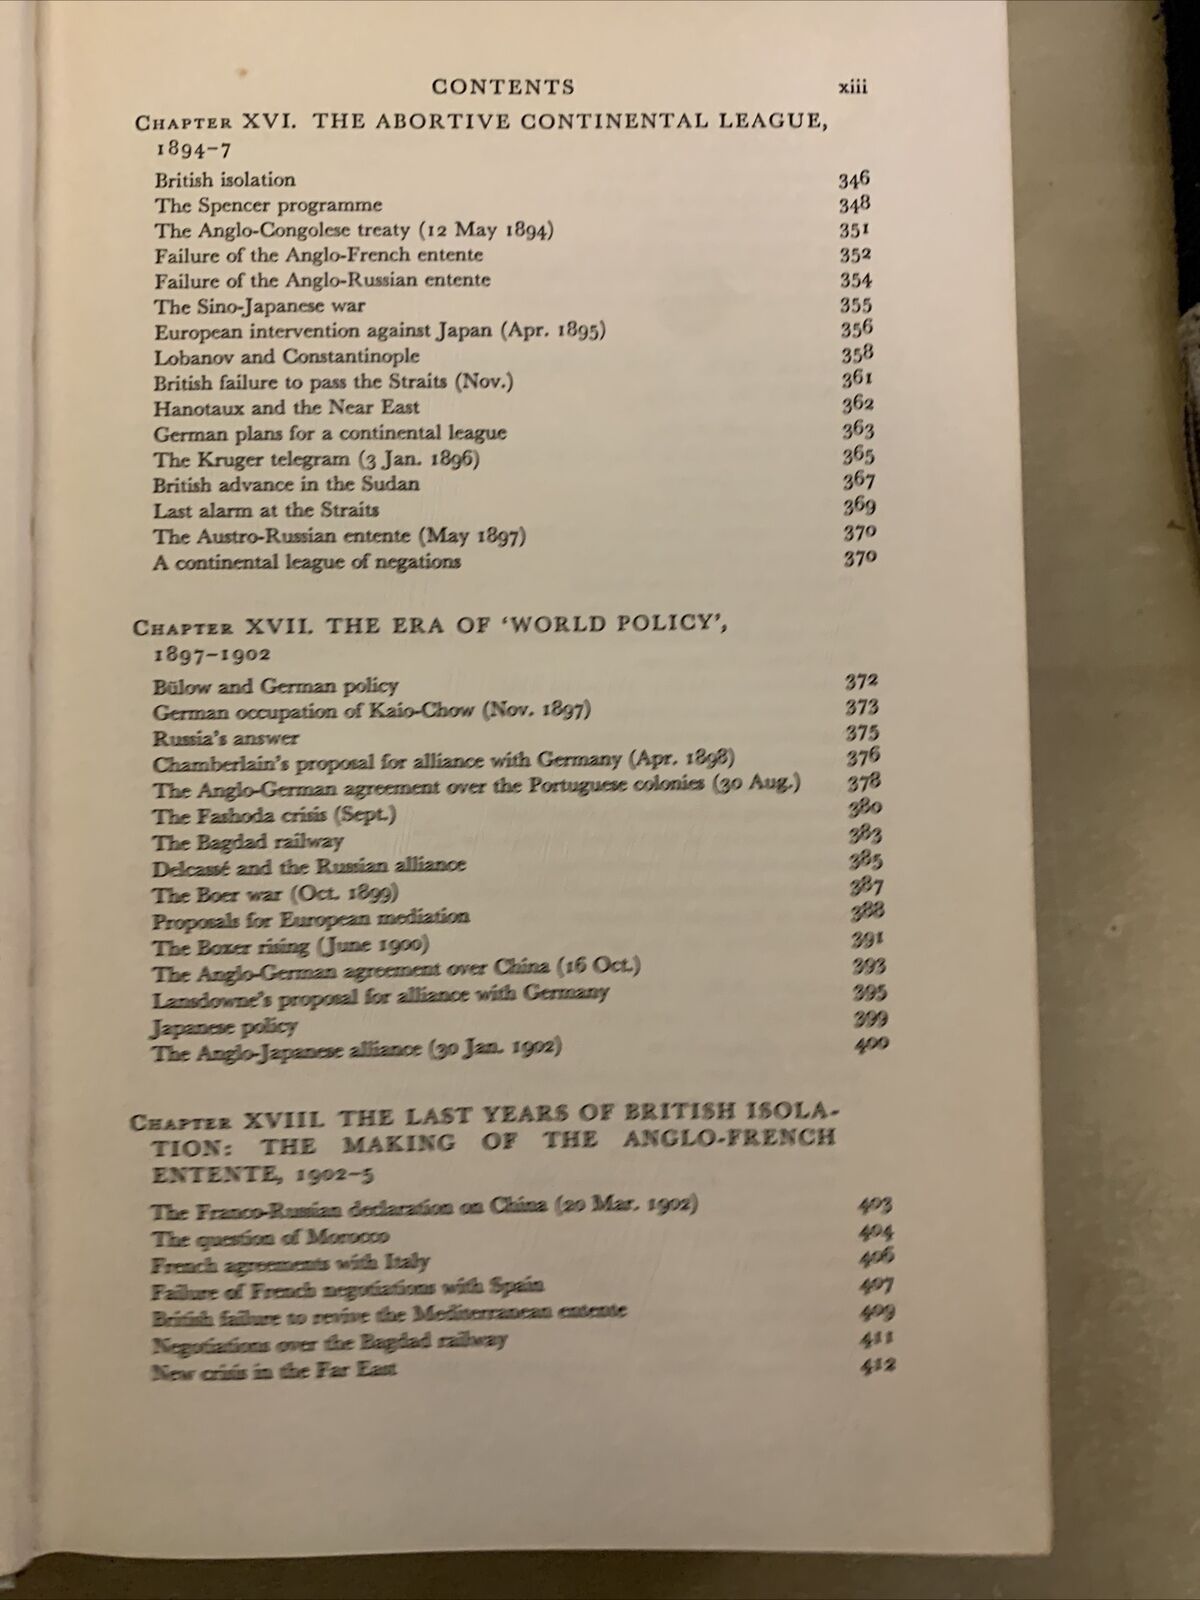 CONTENTS xiii
CHAPTER XVI. THE ABORTIVE CONTINENTAL LEAGUE,
1894–7
British isolation 346
The Spencer programme 348
The Anglo-Congolese treaty (12 May 1894) 351
Failure of the Anglo-French entente 352
Failure of the Anglo-Russian entente 354
The Sino-Japanese war 355
European intervention against Japan (Apr. 1895) 356
Lobanov and Constantinople 358
British failure to pass the Straits (Nov.) 361
Hanotaux and the Near East 362
German plans for a continental league 363
The Kruger telegram (3 Jan. 1896) 365
British advance in the Sudan 367
Last alarm at the Straits 369
The Austro-Russian entente (May 1897) 370
A continental league of negations 370
CHAPTER XVII. THE ERA OF ‘WORLD POLICY’,
1897–1902
Bülow and German policy 372
German occupation of Kaio-Chow (Nov. 1897) 373
Russia's answer 375
Chamberlain's proposal for alliance with Germany (Apr. 1898) 376
The Anglo-German agreement over the Portuguese colonies (30 Aug.) 378
The Fashoda crisis (Sept.) 380
The Bagdad railway 383
Delcassé and the Russian alliance 385
The Boer war (Oct. 1899) 387
Proposals for European mediation 388
The Boxer rising (June 1900) 391
The Anglo-German agreement over China (16 Oct.) 393
Lansdowne's proposal for alliance with Germany 395
Japanese policy 399
The Anglo-Japanese alliance (30 Jan. 1902) 400
CHAPTER XVIII. THE LAST YEARS OF BRITISH ISOLA-
TION: THE MAKING OF THE ANGLO-FRENCH
ENTENTE, 1902–5
The Franco-Russian declaration on China (20 Mar. 1902) 403
The question of Morocco 404
French agreements with Italy 406
Failure of French negotiations with Spain 407
British failure to revive the Mediterranean entente 409
Negotiations over the Bagdad railway 411
New crisis in the Far East 412